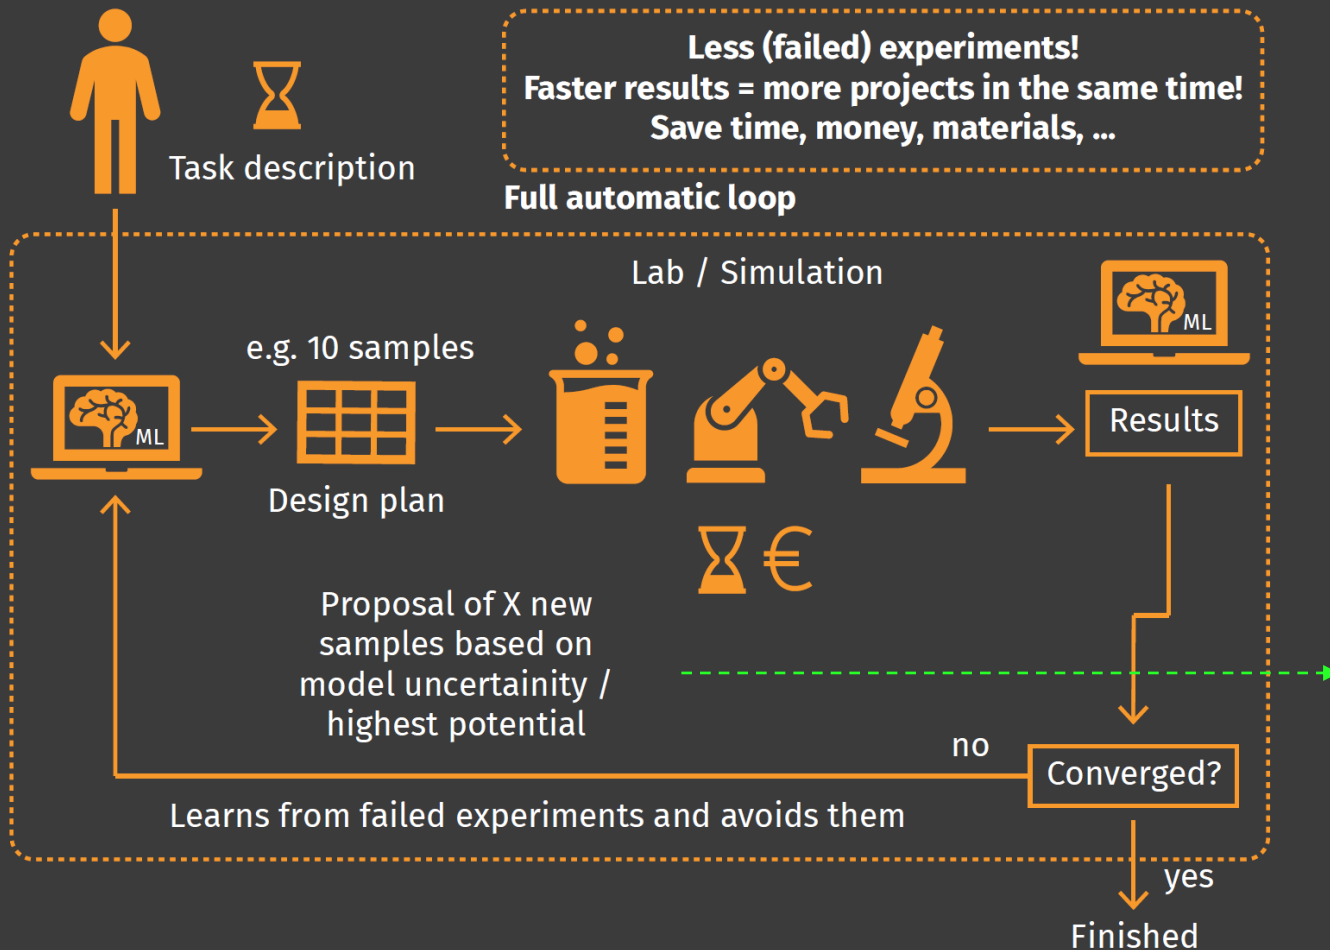 Less (failed) experiments!
Faster results = more projects in the same time!
Save time, money, materials, ...
Task description
Full automatic loop
Lab / Simulation
ML
e.g. 10 samples
ML
Results
Design plan
€
Proposal of X new
samples based on
model uncertainity /
highest potential
no
Converged?
Learns from failed experiments and avoids them
yes
Finished